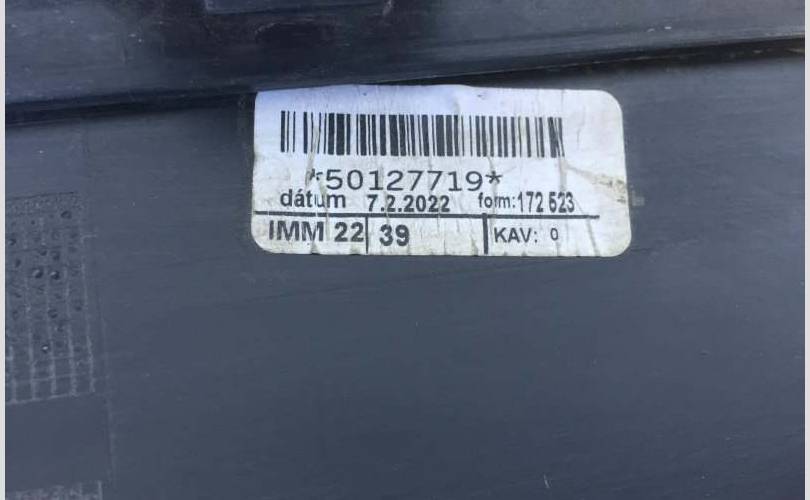 *50127719*
dátum 7.2.2022 form:172 523
IMM 22 39 KAV: 0